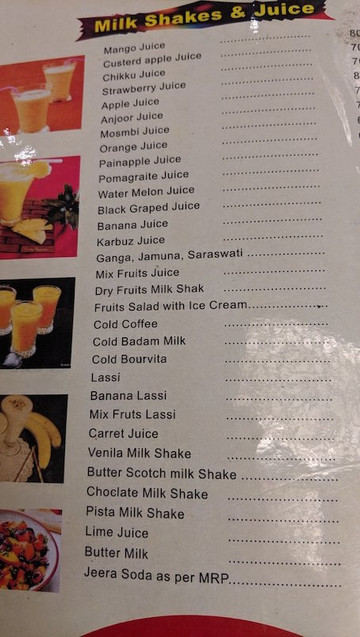 Milk Shakes & Juice
Mango Juice
Custerd apple Juice
Chikku Juice
Strawberry Juice
Apple Juice
Anjoor Juice
Mosmbi Juice
Orange Juice
Painapple Juice
Pomagraite Juice
Water Melon Juice
Black Graped Juice
Banana Juice
Karbuz Juice
Ganga, Jamuna, Saraswati
Mix Fruits Juice
Dry Fruits Milk Shak
Fruits Salad with Ice Cream
Cold Coffee
Cold Badam Milk
Cold Bourvita
Lassi
Banana Lassi
Mix Fruts Lassi
Carret Juice
Venila Milk Shake
Butter Scotch milk Shake
Choclate Milk Shake
Pista Milk Shake
Lime Juice
Butter Milk
Jeera Soda as per MRP